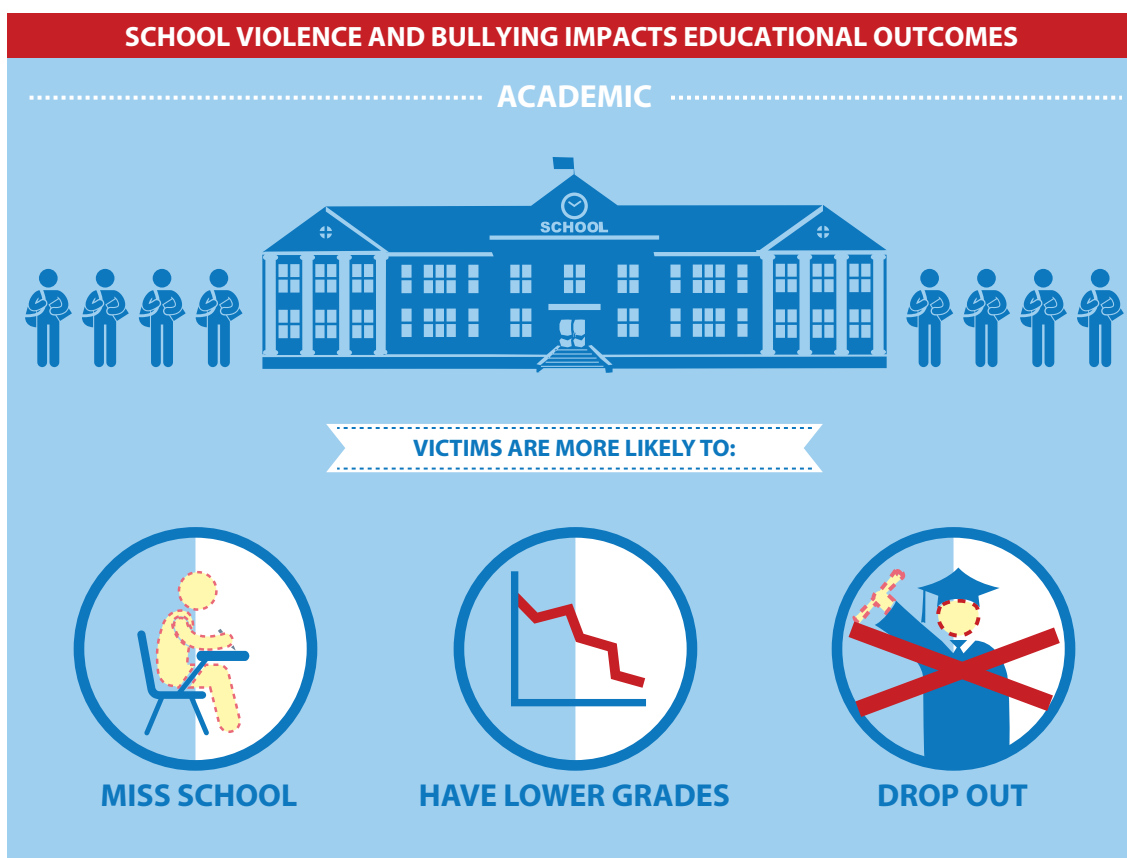 SCHOOL VIOLENCE AND BULLYING IMPACTS EDUCATIONAL OUTCOMES
ACADEMIC
SCHOOL
VICTIMS ARE MORE LIKELY TO:
MISS SCHOOL
HAVE LOWER GRADES
DROP OUT